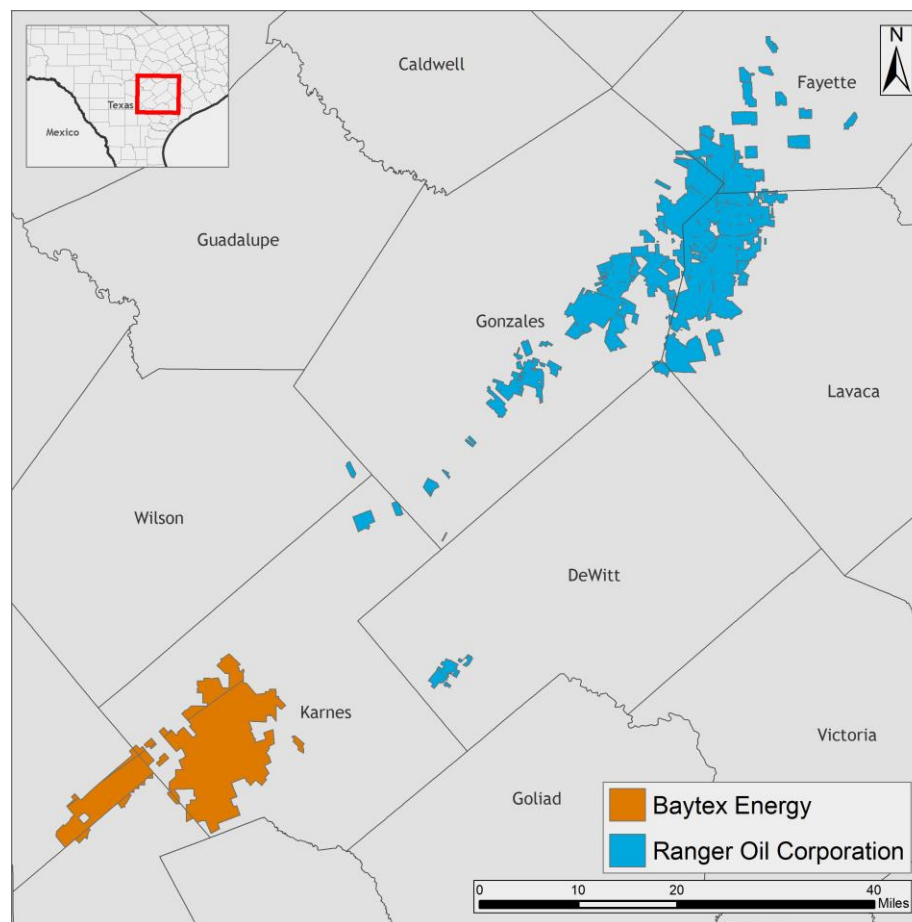 Texas
Mexico
N
Caldwell
Fayette
Guadalupe
Gonzales
Lavaca
Wilson
DeWitt
Karnes
Victoria
Goliad
Baytex Energy
Ranger Oil Corporation
0 10 20 40
Miles